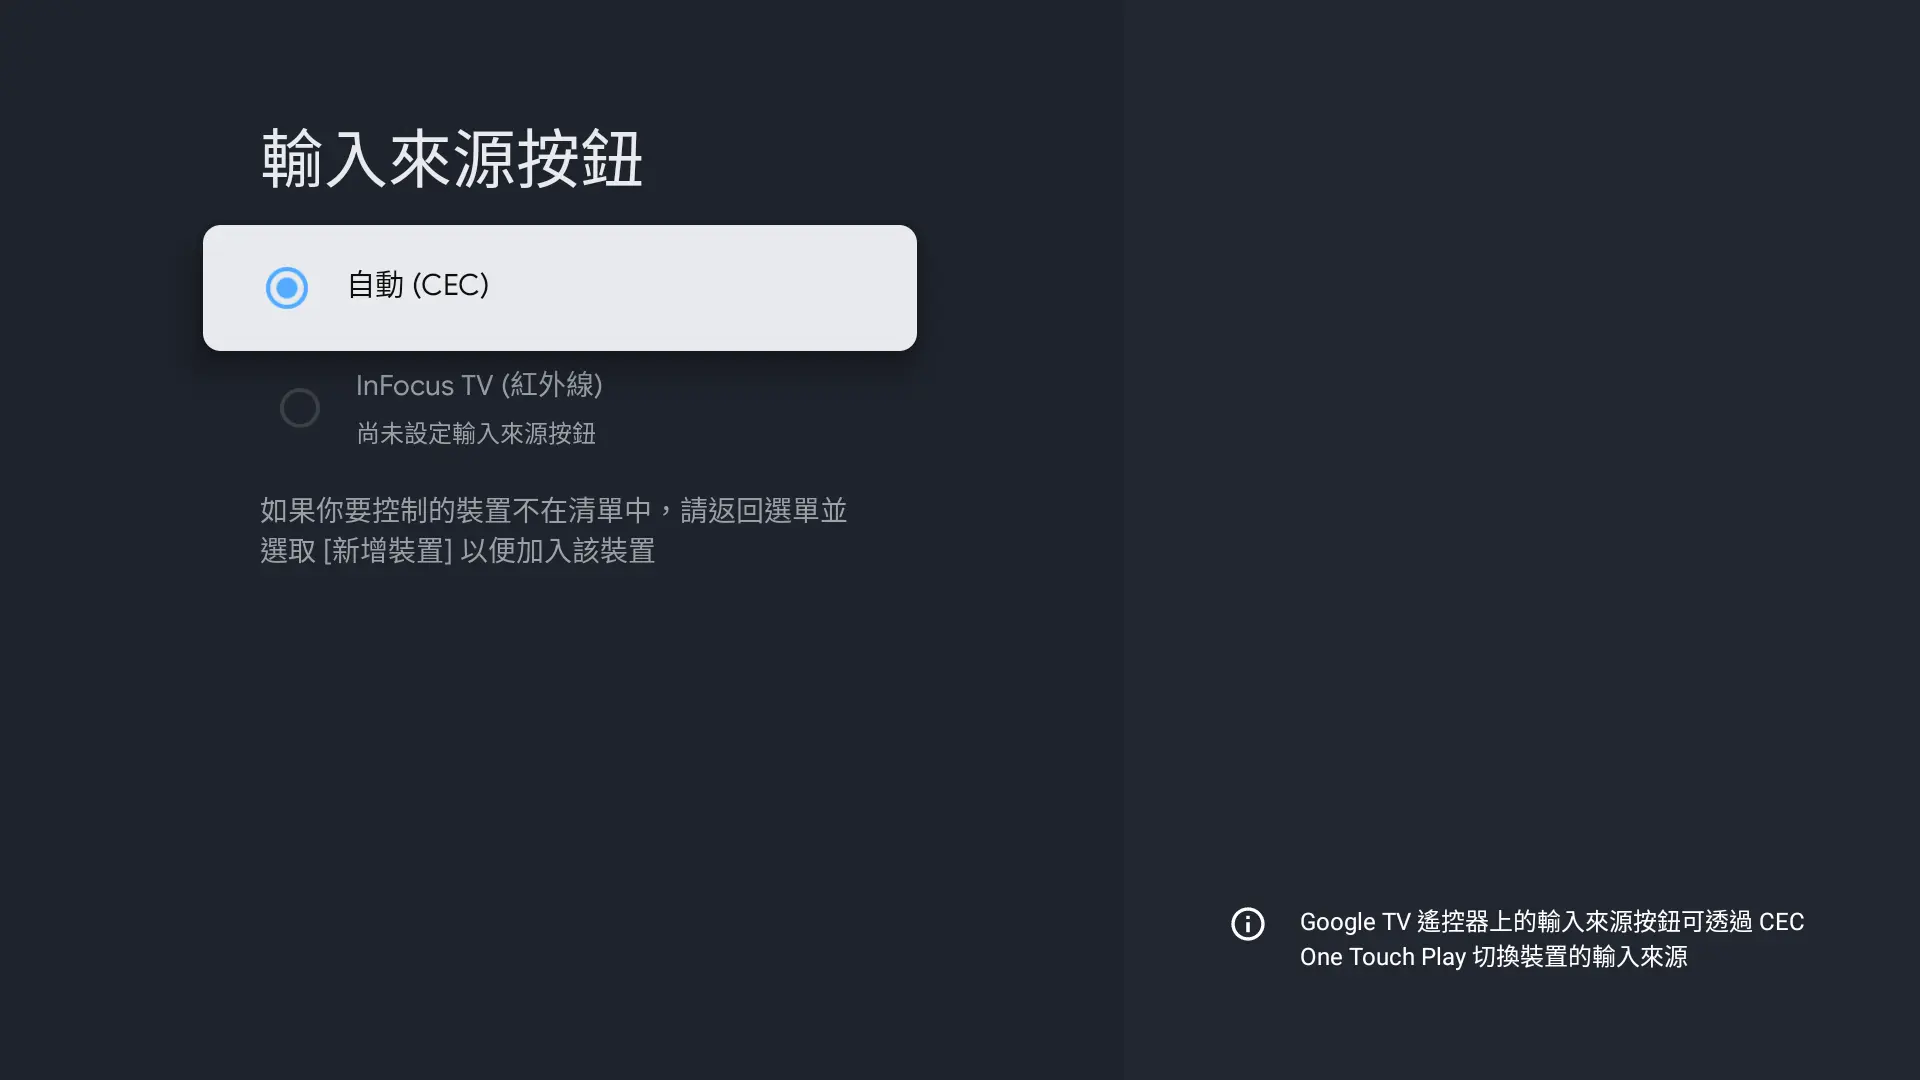 輸入來源按鈕
自動 (CEC)
InFocus TV (紅外線)
尚未設定輸入來源按鈕
如果你要控制的裝置不在清單中，請返回選單並
選取 [新增裝置] 以便加入該裝置
Google TV 遙控器上的輸入來源按鈕可透過 CEC
One Touch Play 切換裝置的輸入來源